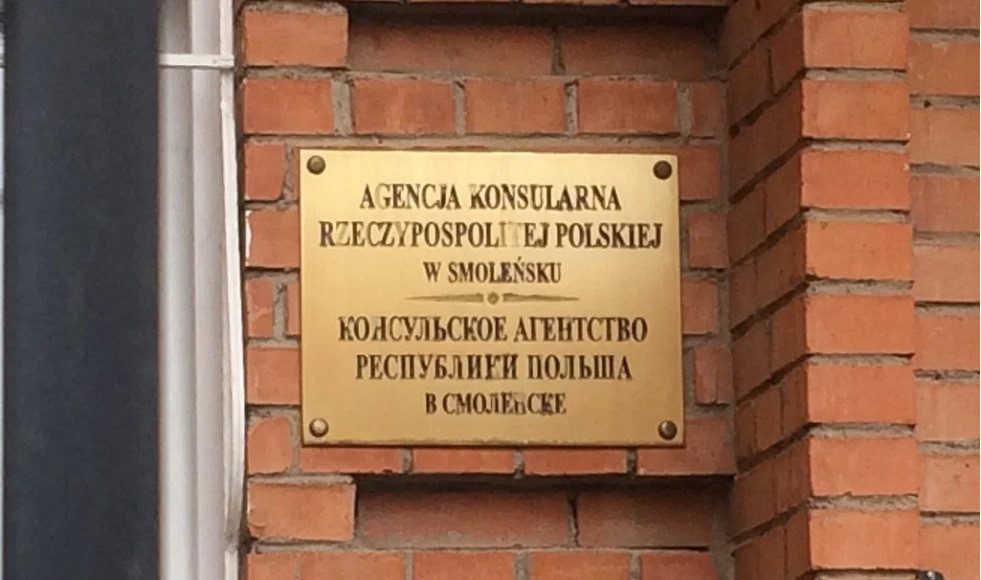 AGENCJA KONSULARNA
RZECZYPOSPOLITEJ POLSKIEJ
W SMOLEŃSKU
КОНСУЛЬСКОЕ АГЕНТСТВО
РЕСПУБЛИКИ ПОЛЬША
В СМОЛЕНСКЕ